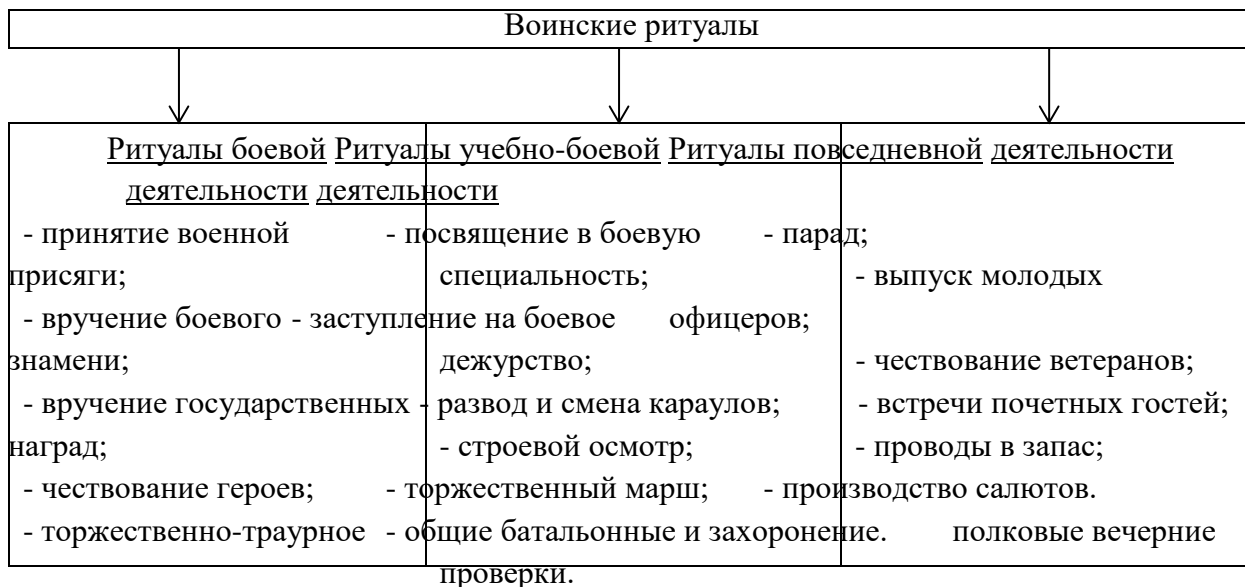 Воинские ритуалы
Ритуалы боевой Ритуалы учебно-боевой Ритуалы повседневной деятельности
деятельности деятельности
- принятие военной - посвящение в боевую - парад;
присяги; специальность; - выпуск молодых
- вручение боевого - заступление на боевое офицеров;
знамени; дежурство; - чествование ветеранов;
- вручение государственных - развод и смена караулов; - встречи почетных гостей;
наград; - строевой осмотр; - проводы в запас;
- чествование героев; - торжественный марш; - производство салютов.
- торжественно-траурное - общие батальонные и захоронение. полковые вечерние
проверки.